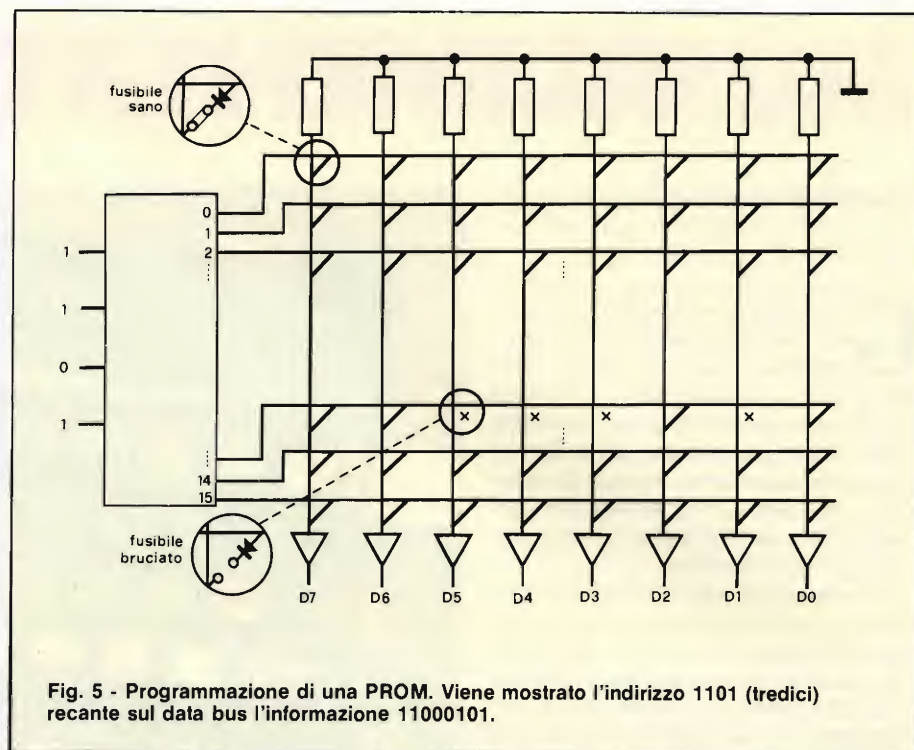 fusibile
sano
0
1
2
1
1
0
1
14
15
fusibile
bruciato
D7 D6 D5 D4 D3 D2 D1 D0
Fig. 5 - Programmazione di una PROM. Viene mostrato l'indirizzo 1101 (tredici)
recante sul data bus l'informazione 11000101.